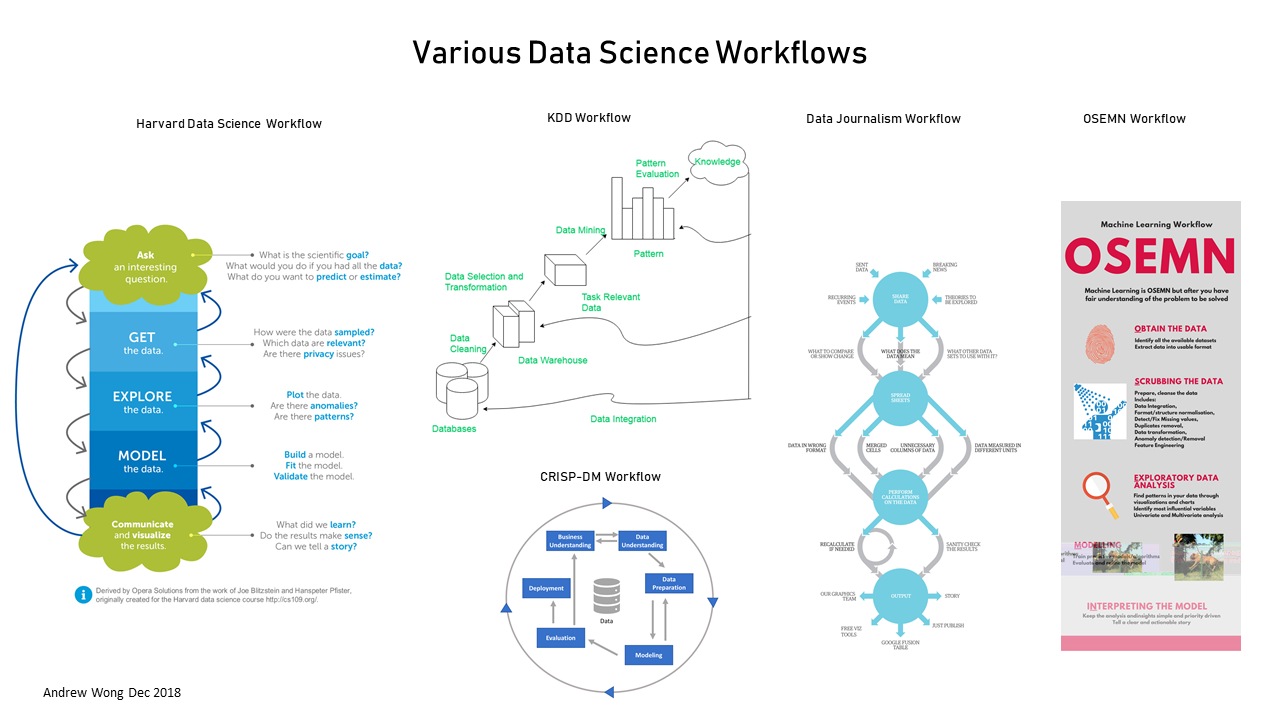 Various Data Science Workflows
Harvard Data Science Workflow
Ask
an interesting
question.
What is the scientific goal?
What would you do if you had all the data?
What do you want to predict or estimate?
GET
the data.
How were the data sampled?
Which data are relevant?
Are there privacy issues?
EXPLORE
the data.
Plot the data.
Are there anomalies?
Are there patterns?
MODEL
the data.
Build a model.
Fit the model.
Validate the model.
Communicate
and visualize
the results.
What did we learn?
Do the results make sense?
Can we tell a story?
Derived by Opera Solutions from the work of Joe Blitzstein and Hanspeter Pfister,
originally created for the Harvard data science course http://cs109.org/.
KDD Workflow
Knowledge
Pattern
Evaluation
Data Mining
Pattern
Data Selection and
Transformation
Task Relevant
Data
Data
Cleaning
Data Warehouse
Data Integration
Databases
CRISP-DM Workflow
Business
Understanding
Data
Understanding
Data
Preparation
Deployment
Data
Evaluation
Modeling
Data Journalism Workflow
SENT
DATA
BREAKING
NEWS
RECURRING
EVENTS
SHARE
DATA
THEORIES TO
BE EXPLORED
WHAT TO COMPARE
OR SHOW CHANGE
WHAT DOES THE
DATA MEAN
WHAT OTHER DATA
SETS TO USE WITH IT?
SPREAD
SHEETS
DATA IN WRONG
FORMAT
MERGED
CELLS
UNNECESSARY
COLUMNS OF DATA
DATA MEASURED IN
DIFFERENT UNITS
PERFORM
CALCULATIONS
ON THE DATA
RECALCULATE
IF NEEDED
SANITY CHECK
THE RESULTS
OUR GRAPHICS
TEAM
OUTPUT
STORY
FREE VIZ
TOOLS
GOOGLE FUSION
TABLE
JUST PUBLISH
OSEMN Workflow
Machine Learning Workflow
OSEMN
Machine Learning is OSEMN but after you have
fair understanding of the problem to be solved
OBTAIN THE DATA
Identify all the available datasets
Extract data into usable format
SCRUBBING THE DATA
Prepare, cleanse the data
Includes:
Data Integration,
Format/structure normalisation,
Detect/Fix Missing values,
Duplicates removal,
Data transformation,
Anomaly detection/Removal
Feature Engineering
EXPLORATORY DATA
ANALYSIS
Find patterns in your data through
visualizations and charts
Identify most influential variables
Univariate and Multivariate analysis
MODELLING
INTERPRETING THE MODEL
Keep the analysis andinsights simple and priority driven
Tell a clear and actionable story
Andrew Wong Dec 2018